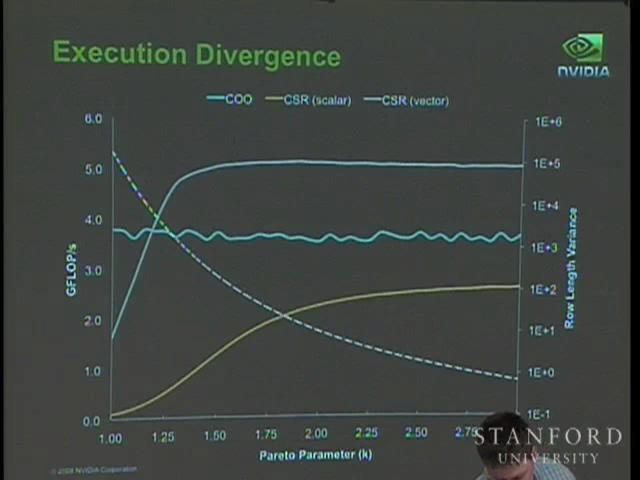 Execution Divergence
NVIDIA
COO
CSR (scalar)
CSR (vector)
6.0
5.0
4.0
3.0
2.0
1.0
0.0
GFLOP/s
1E+6
1E+5
1E+4
1E+3
1E+2
1E+1
1E+0
1E-1
Row Length Variance
1.00 1.25 1.50 1.75 2.00 2.25 2.50 2.75
Pareto Parameter (k)
© 2008 NVIDIA Corporation
STANFORD
UNIVERSITY